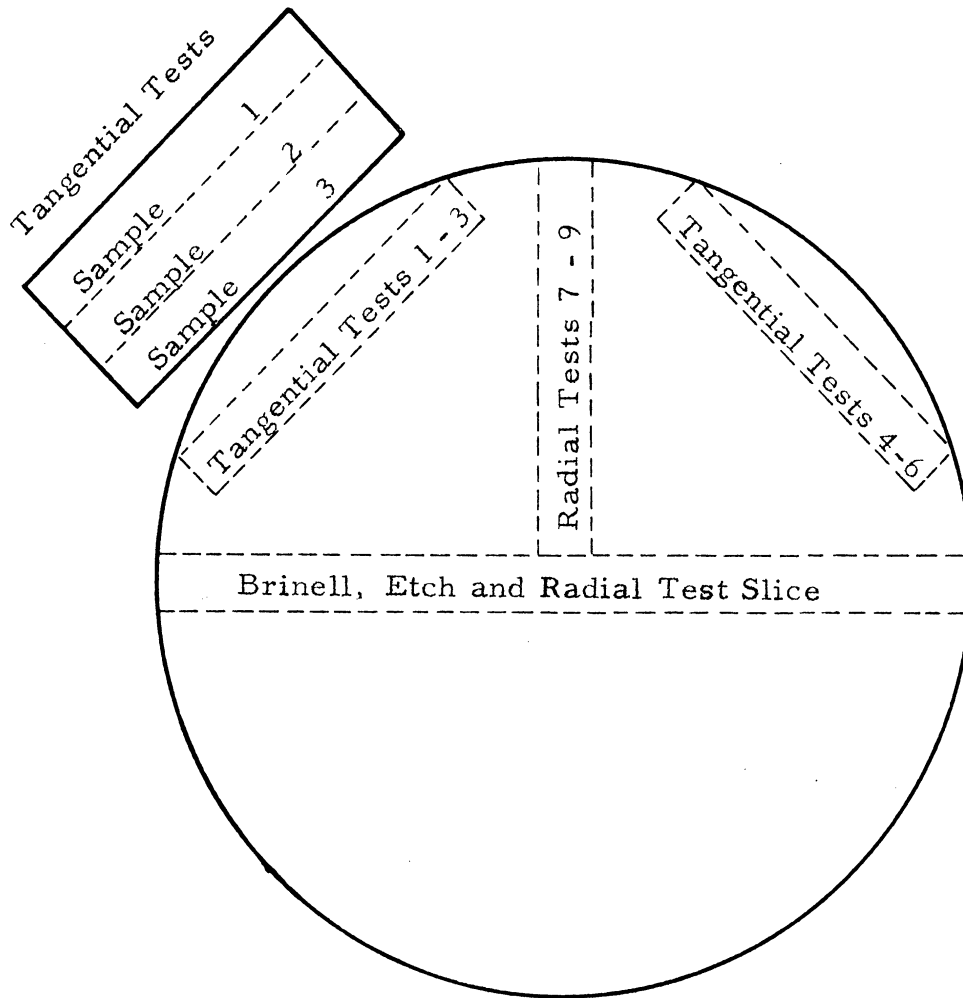 Tangential Tests
Sample 1
Sample 2
Sample 3
Tangential Tests 1 - 3
Radial Tests 7 - 9
Tangential Tests 4-6
Brinell, Etch and Radial Test Slice